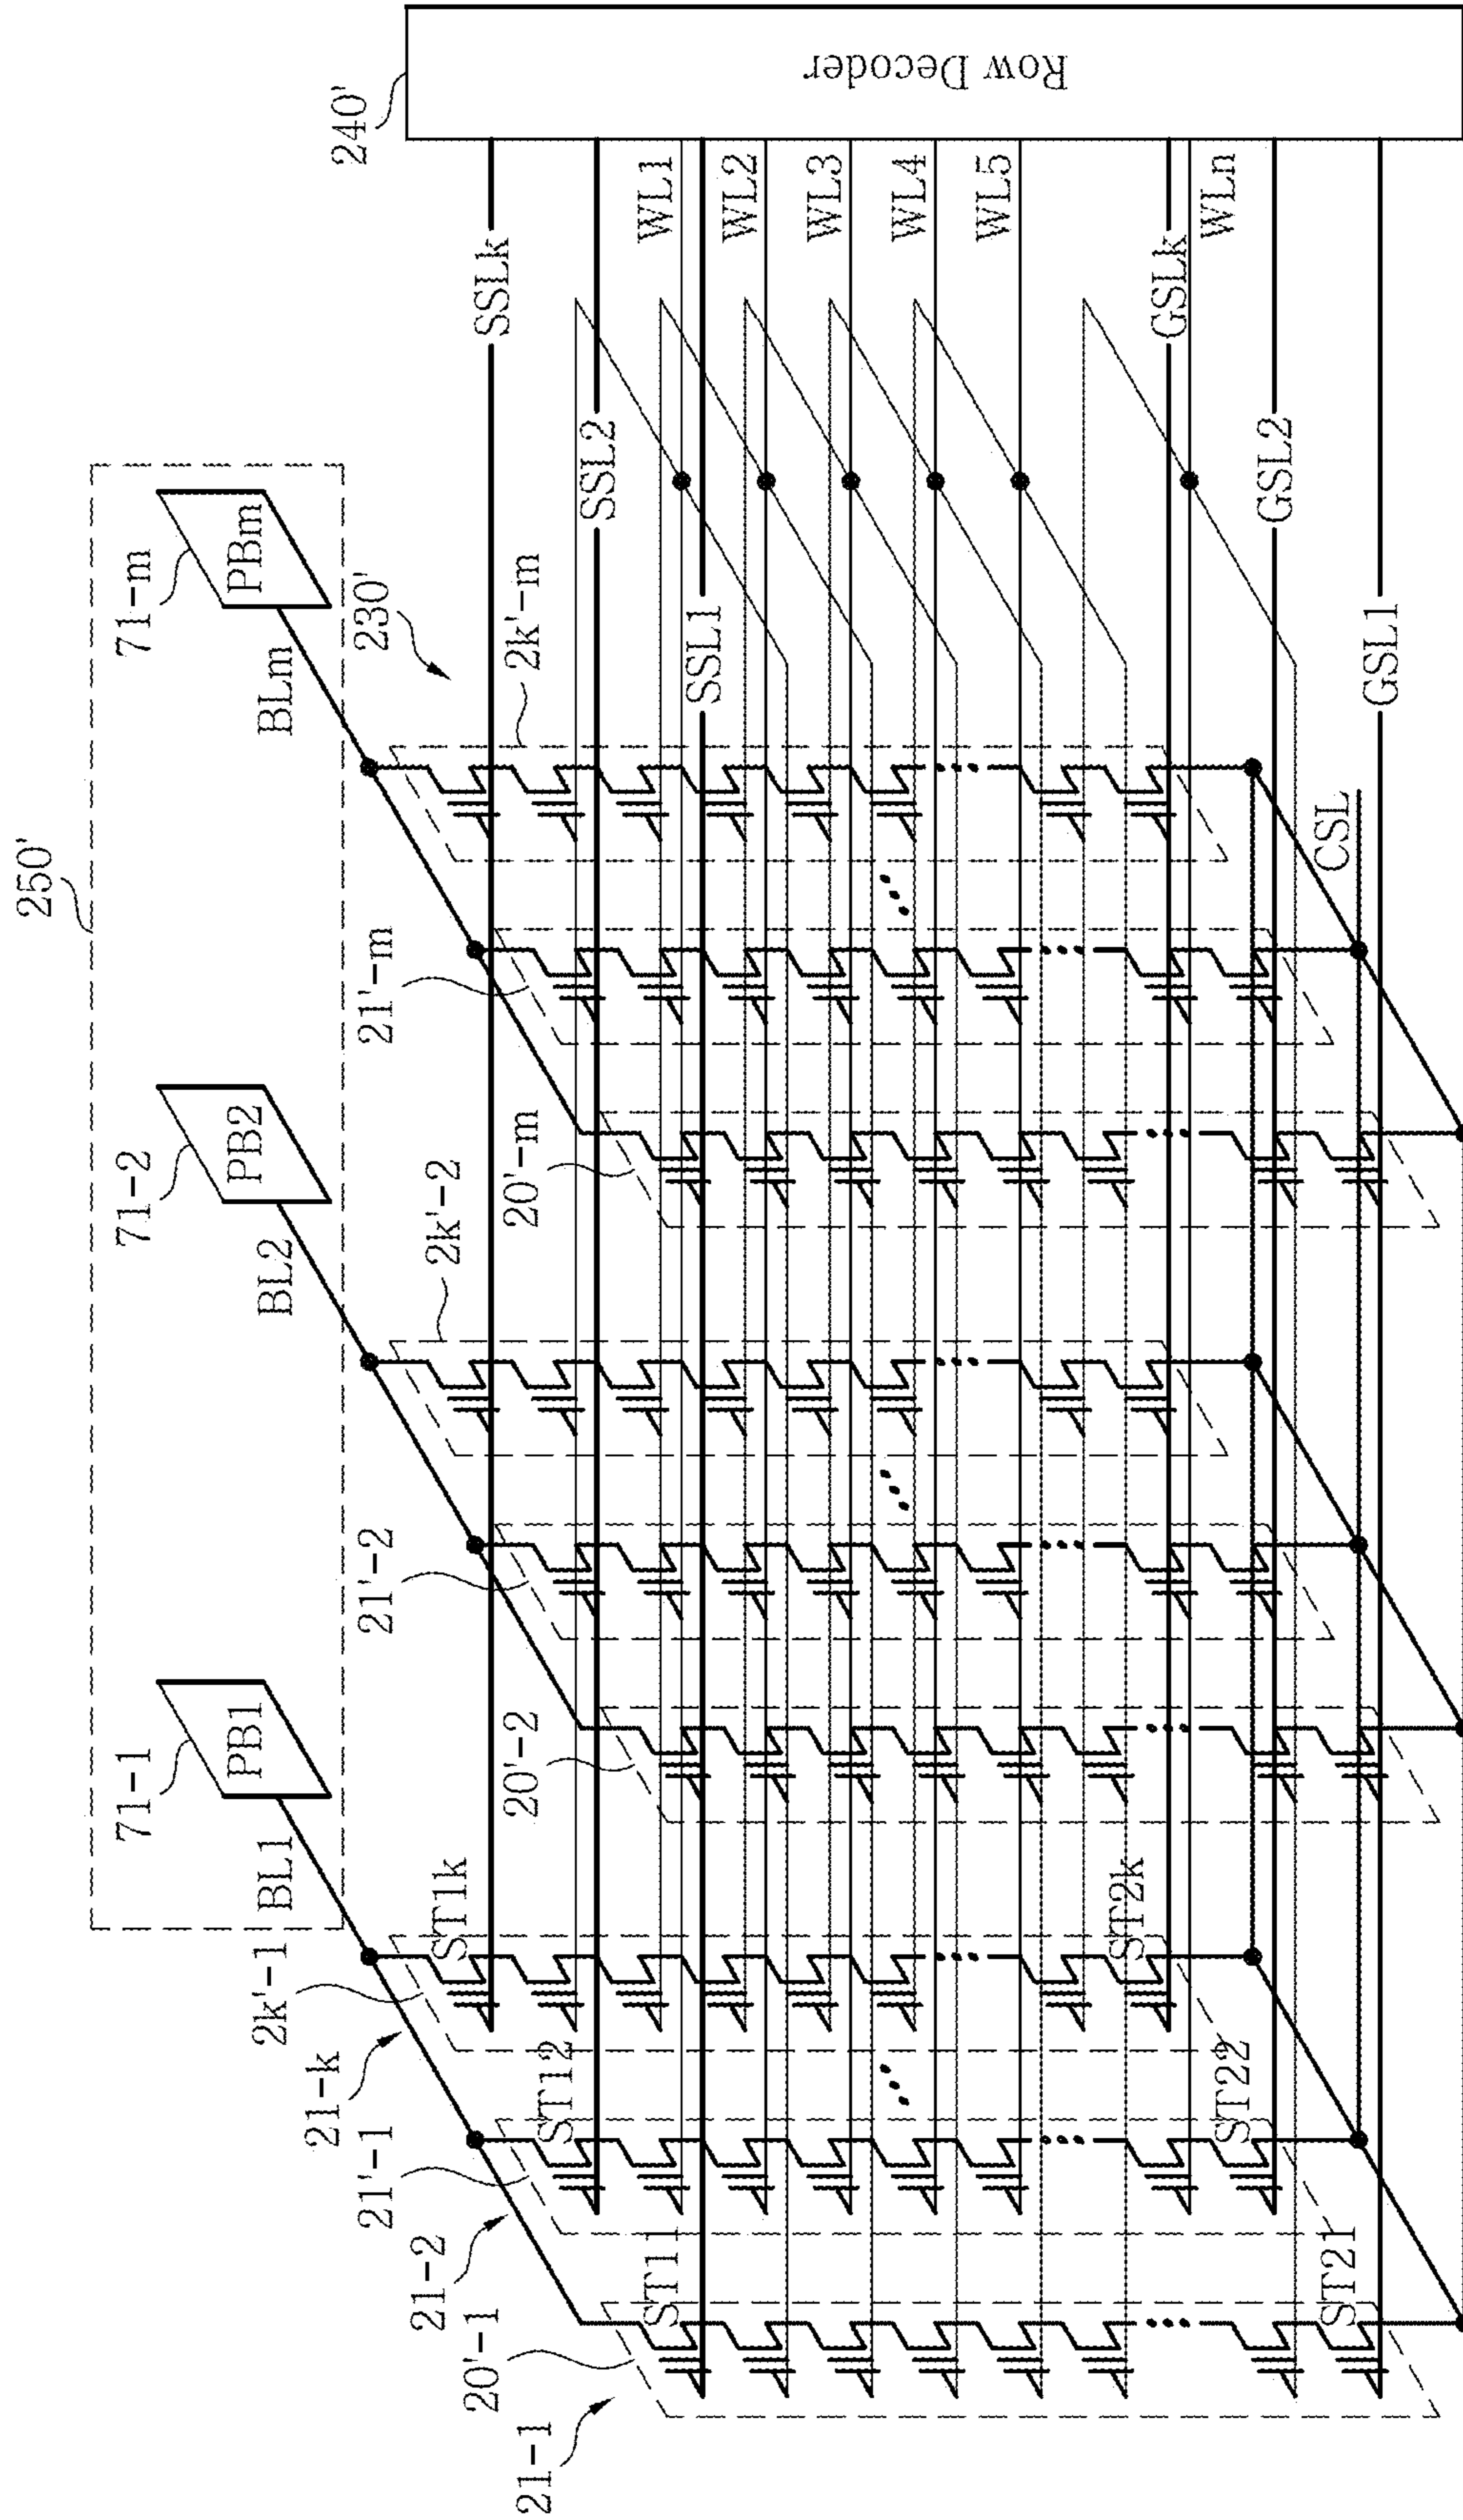 250'
71-1
71-2
71-m
PB1
PB2
PBm
BL1
BL2
BLm
240'
Row Decoder
230'
2k'-1
21-k
21'-1
21-2
20'-1
21-1
21'-2
2k'-2
20'-2
21'-m
2k'-m
20'-m
ST1k
ST12
ST11
SSLk
SSL2
SSL1
WL1
WL2
WL3
WL4
WL5
GSLk
WLn
GSL2
GSL1
CSL
ST2k
ST22
ST21